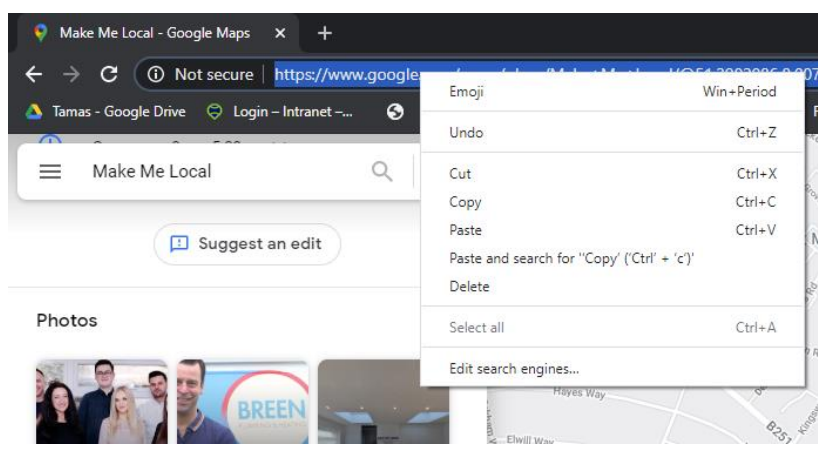 Make Me Local - Google Maps
Not secure | https://www.google
Tamas - Google Drive
Login – Intranet –...
Make Me Local
Suggest an edit
Photos
BREEN
Emoji Win+Period
Undo Ctrl+Z
Cut Ctrl+X
Copy Ctrl+C
Paste Ctrl+V
Paste and search for "Copy' ('Ctrl' + 'c')'
Delete
Select all Ctrl+A
Edit search engines...
Hayes Way
Elwill Way
B251